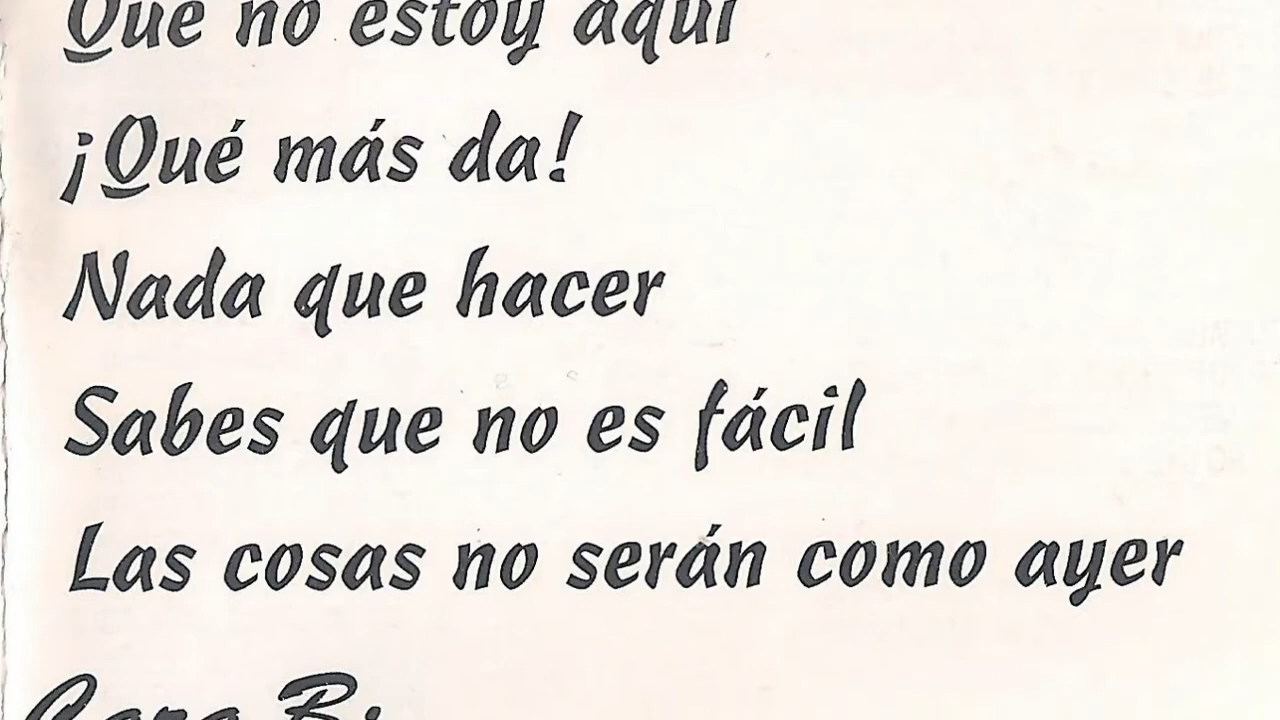 Que no estoy aquí
¡Qué más da!
Nada que hacer
Sabes que no es fácil
Las cosas no serán como ayer
Cara B: